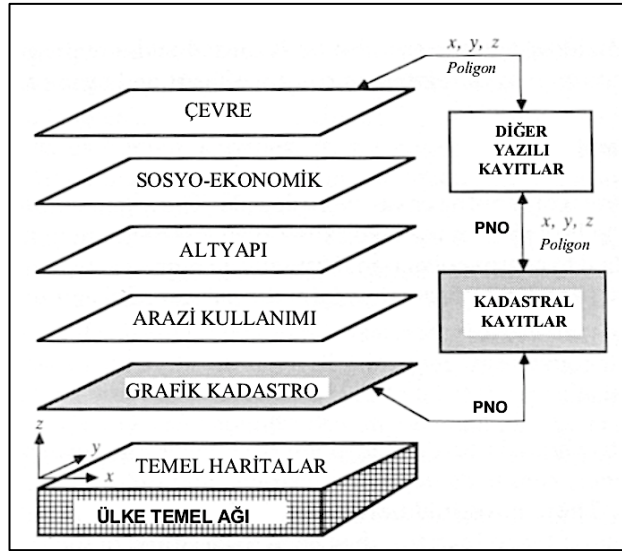 x, y, z
Poligon
ÇEVRE
DİĞER
YAZILI
KAYITLAR
SOSYO-EKONOMİK
PNO
x, y, z
Poligon
ALTYAPI
KADASTRAL
KAYITLAR
ARAZİ KULLANIMI
GRAFİK KADASTRO
PNO
z
y
x
TEMEL HARİTALAR
ÜLKE TEMEL AĞI